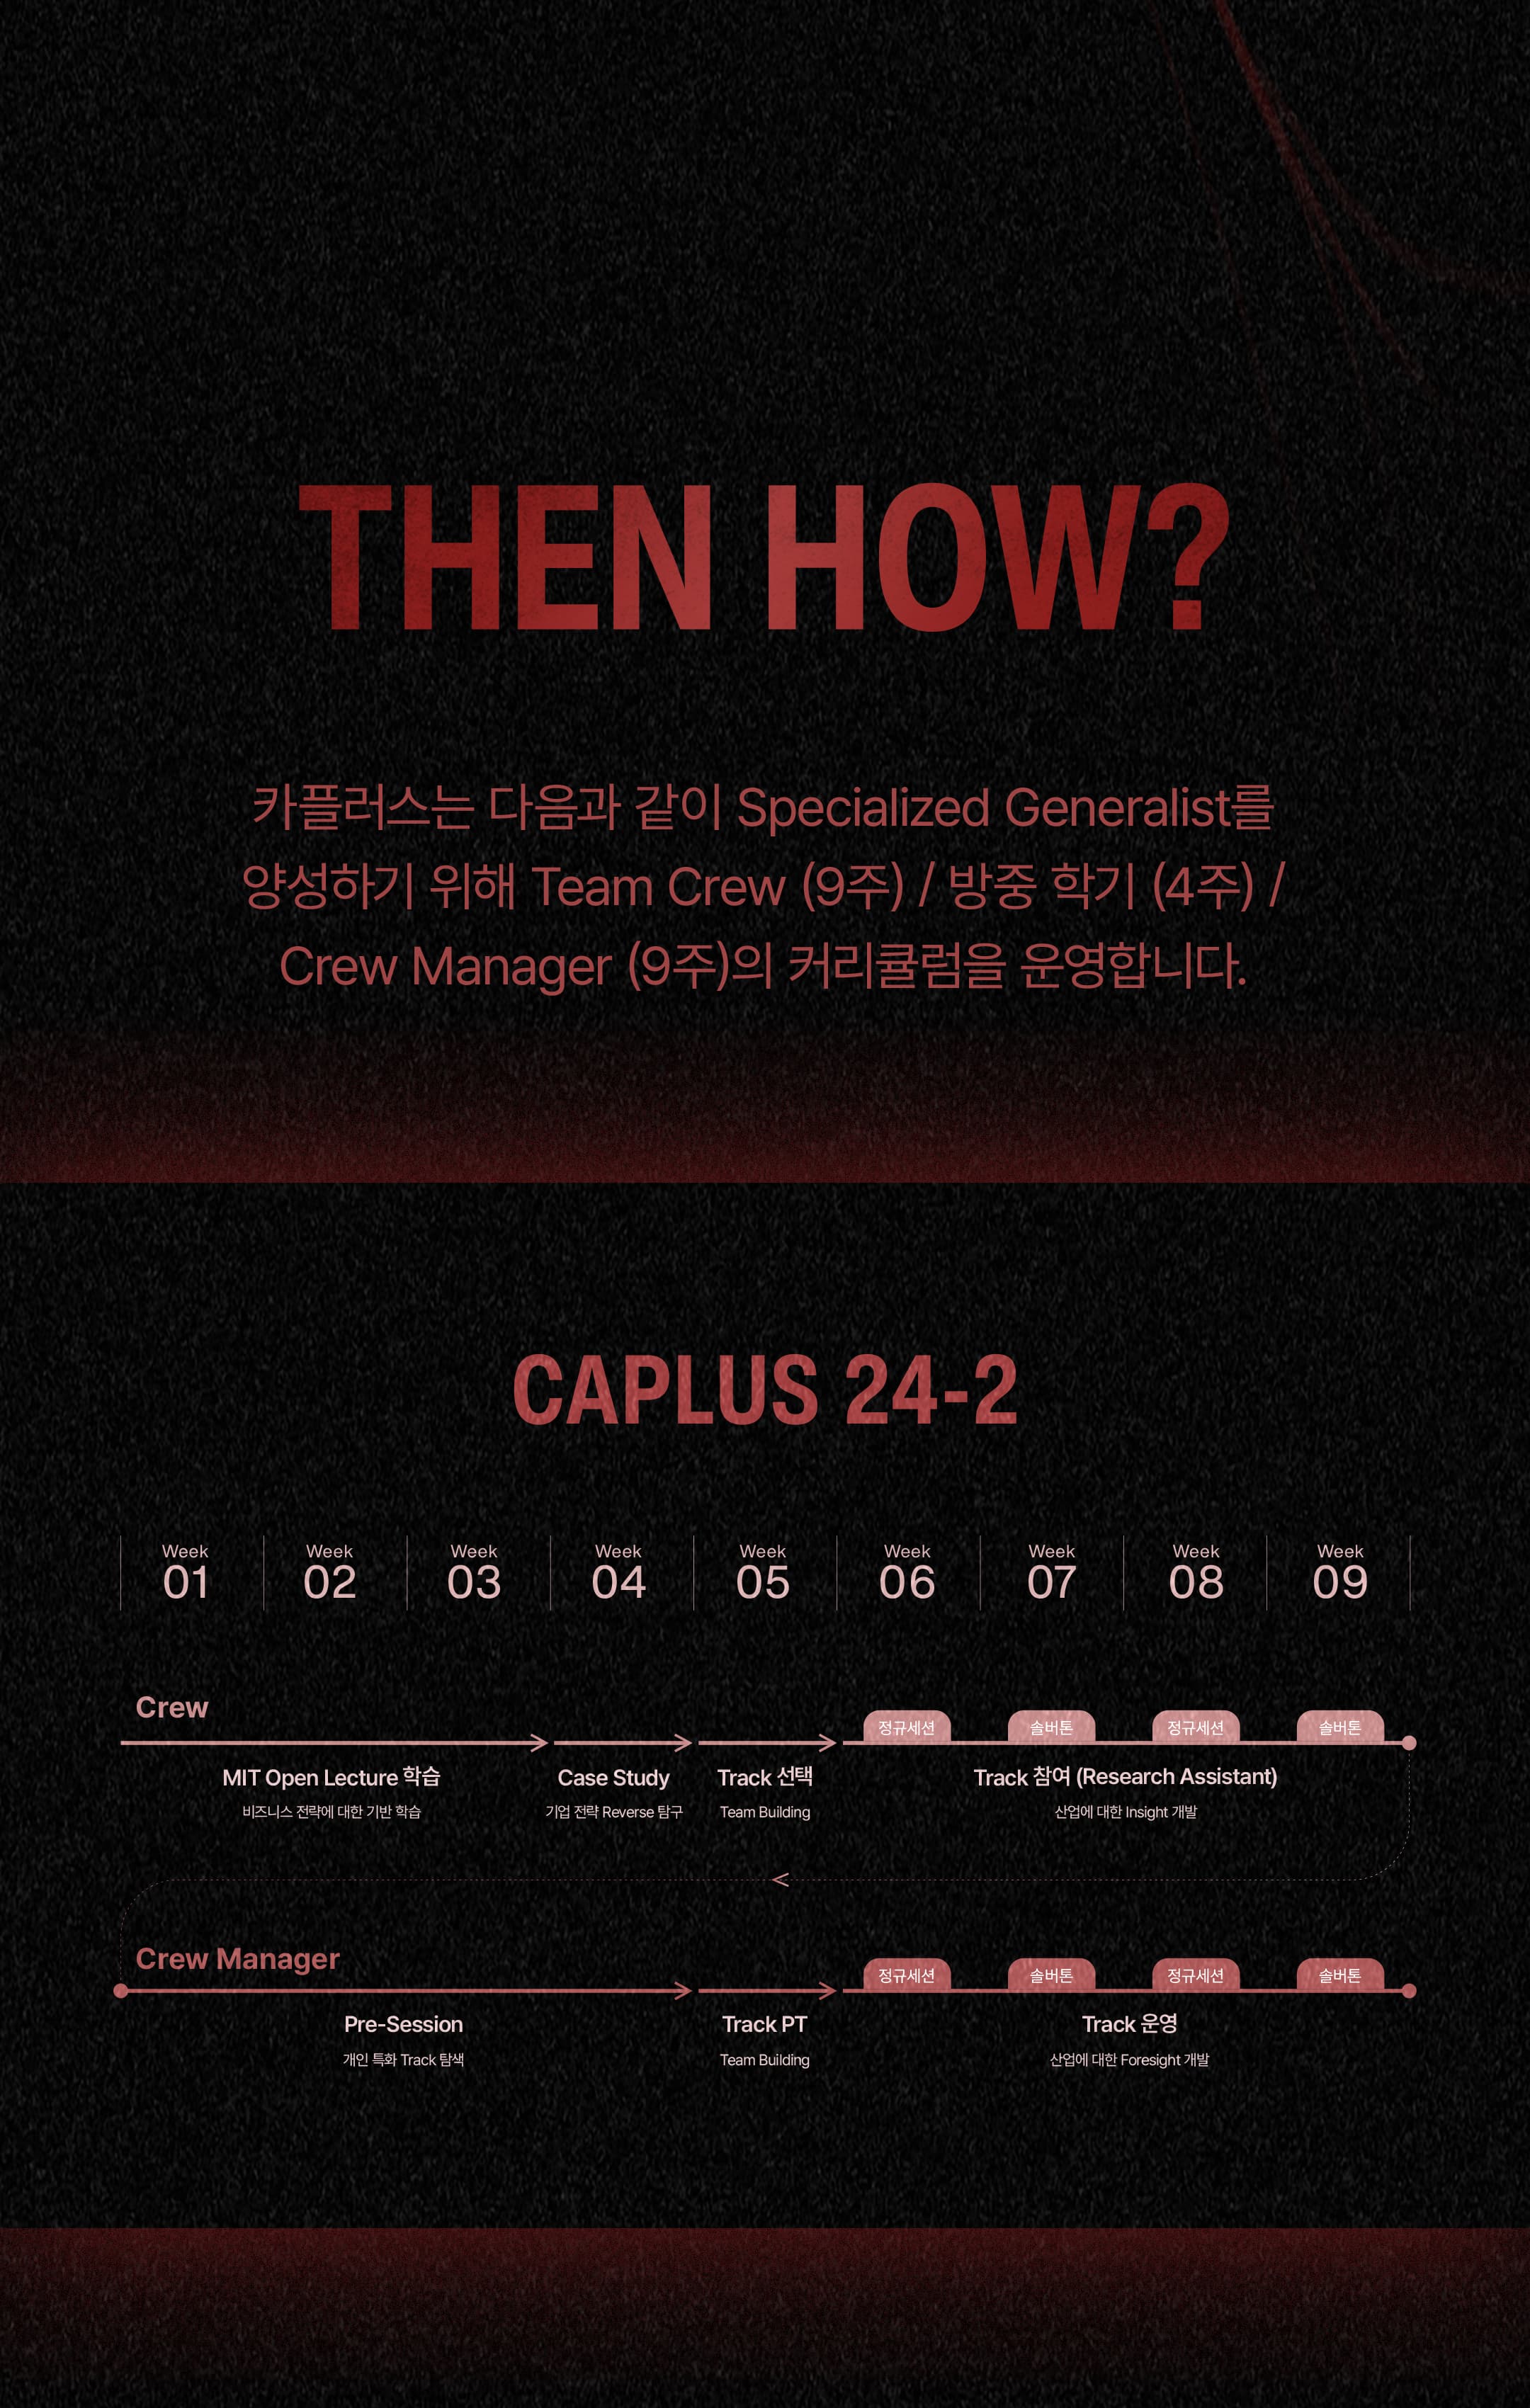 THEN HOW?
카플러스는 다음과 같이 Specialized Generalist를
양성하기 위해 Team Crew (9주) / 방중 학기 (4주) /
Crew Manager (9주)의 커리큘럼을 운영합니다.
CAPLUS 24-2
Week Week Week Week Week Week Week Week Week
01 02 03 04 05 06 07 08 09
Crew
정규세션 솔버톤 정규세션 솔버톤
MIT Open Lecture 학습 Case Study Track 선택 Track 참여 (Research Assistant)
비즈니스 전략에 대한 기반 학습 기업 전략 Reverse 탐구 Team Building 산업에 대한 Insight 개발
Crew Manager
정규세션 솔버톤 정규세션 솔버톤
Pre-Session Track PT Track 운영
개인 특화 Track 탐색 Team Building 산업에 대한 Foresight 개발